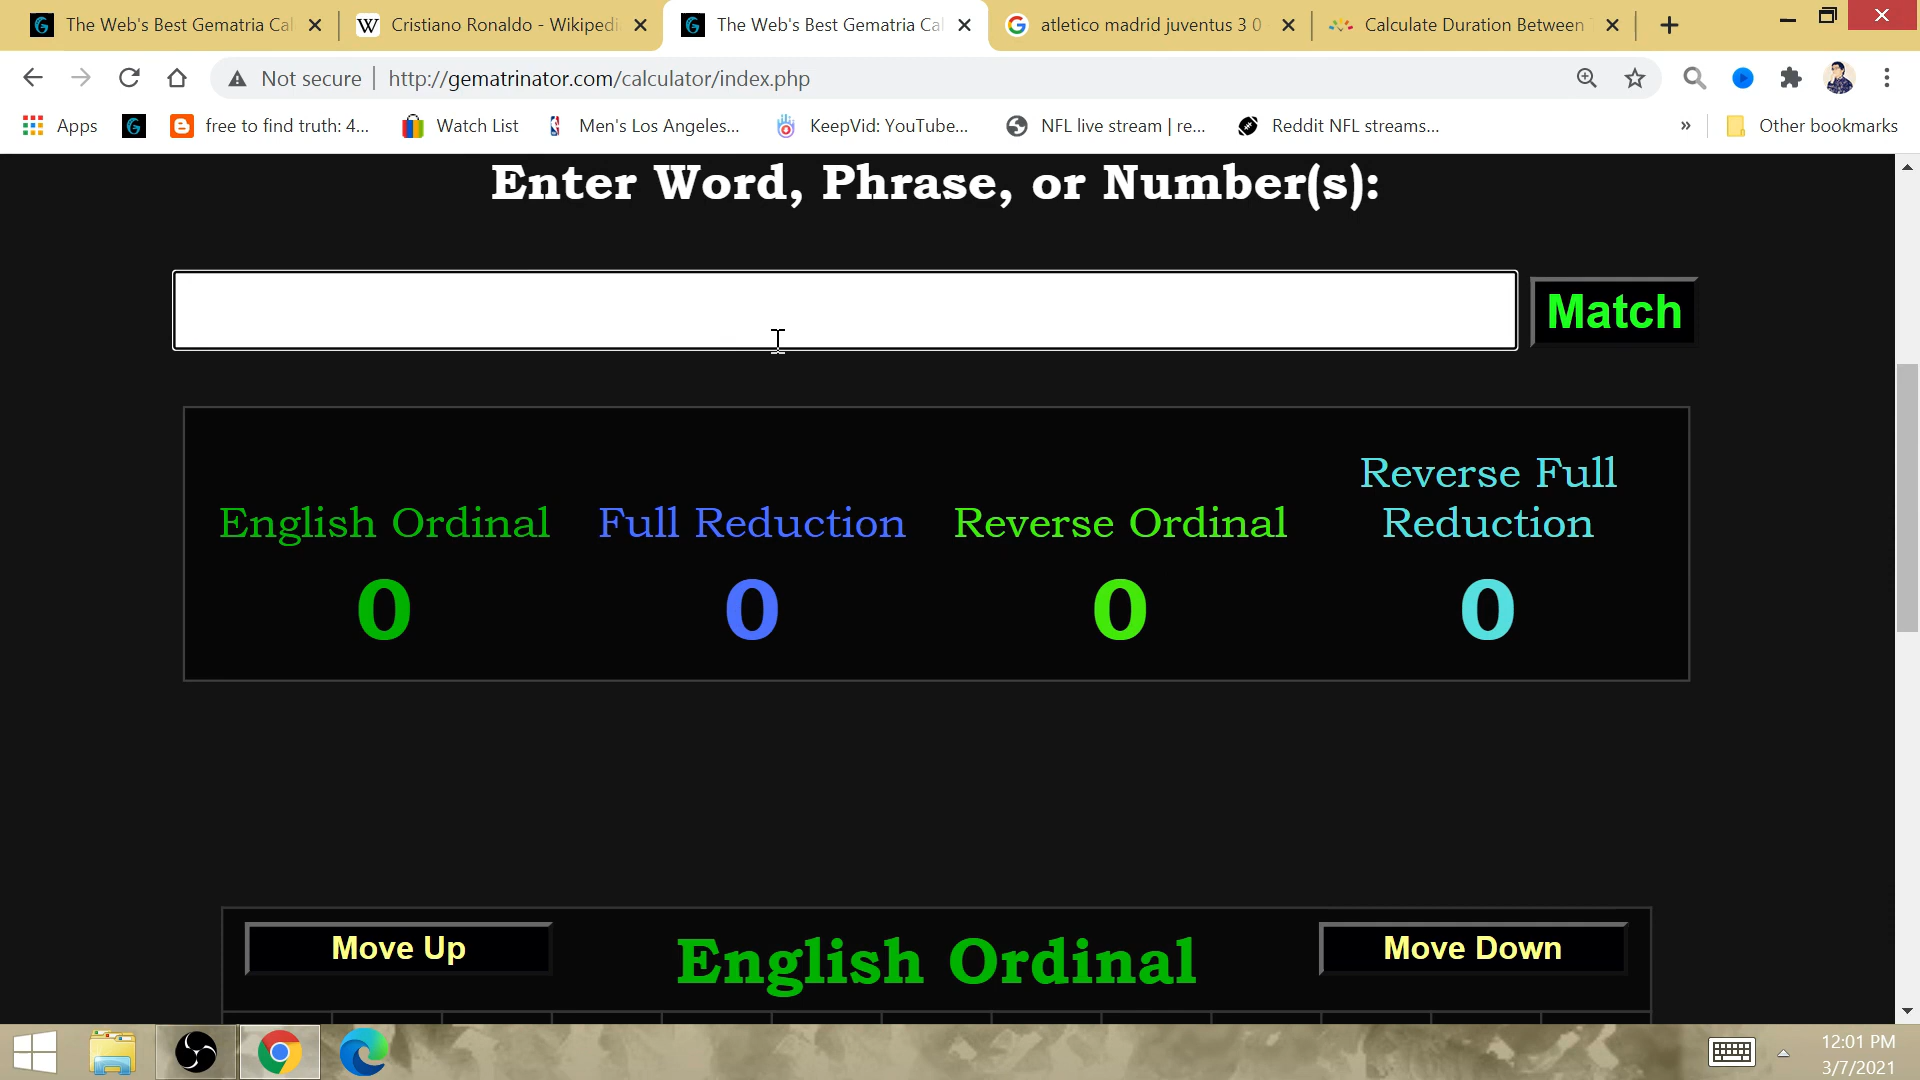 The Web's Best Gematria Cal
Cristiano Ronaldo - Wikipedi
The Web's Best Gematria Cal
atletico madrid juventus 3 0
Calculate Duration Between
Not secure
http://gematrinator.com/calculator/index.php
Apps
free to find truth: 4...
Watch List
Men's Los Angeles...
KeepVid: YouTube...
NFL live stream | re...
Reddit NFL streams...
»
Other bookmarks
Enter Word, Phrase, or Number(s):
Match
English Ordinal
0
Full Reduction
0
Reverse Ordinal
0
Reverse Full
Reduction
0
Move Up
English Ordinal
Move Down
12:01 PM
3/7/2021